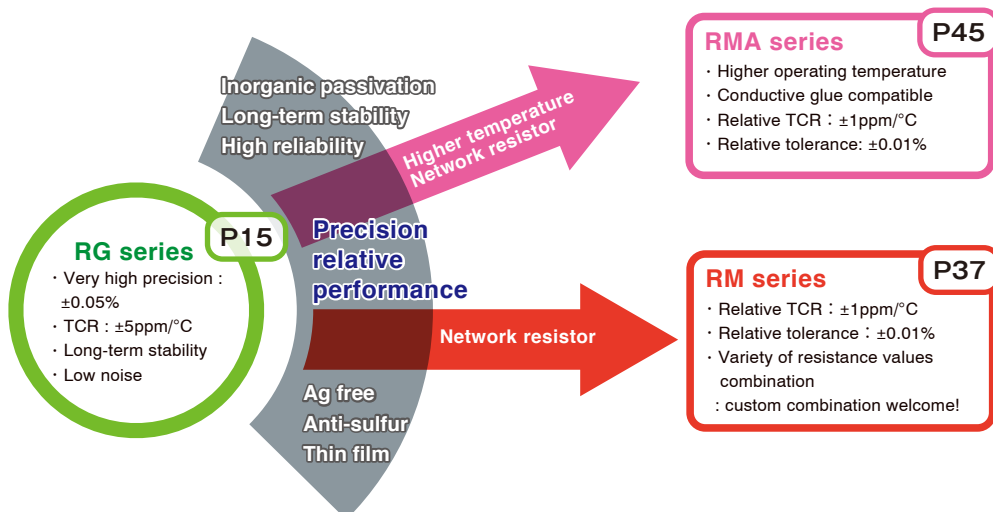 RG series
P15
· Very high precision :
±0.05%
· TCR : ±5ppm/°C
· Long-term stability
· Low noise
Inorganic passivation
Long-term stability
High reliability
Precision
relative
performance
Ag free
Anti-sulfur
Thin film
Higher temperature
Network resistor
Network resistor
RMA series
P45
· Higher operating temperature
· Conductive glue compatible
· Relative TCR : ±1ppm/°C
· Relative tolerance: ±0.01%
RM series
P37
· Relative TCR : ±1ppm/°C
· Relative tolerance : ±0.01%
· Variety of resistance values
combination
: custom combination welcome!